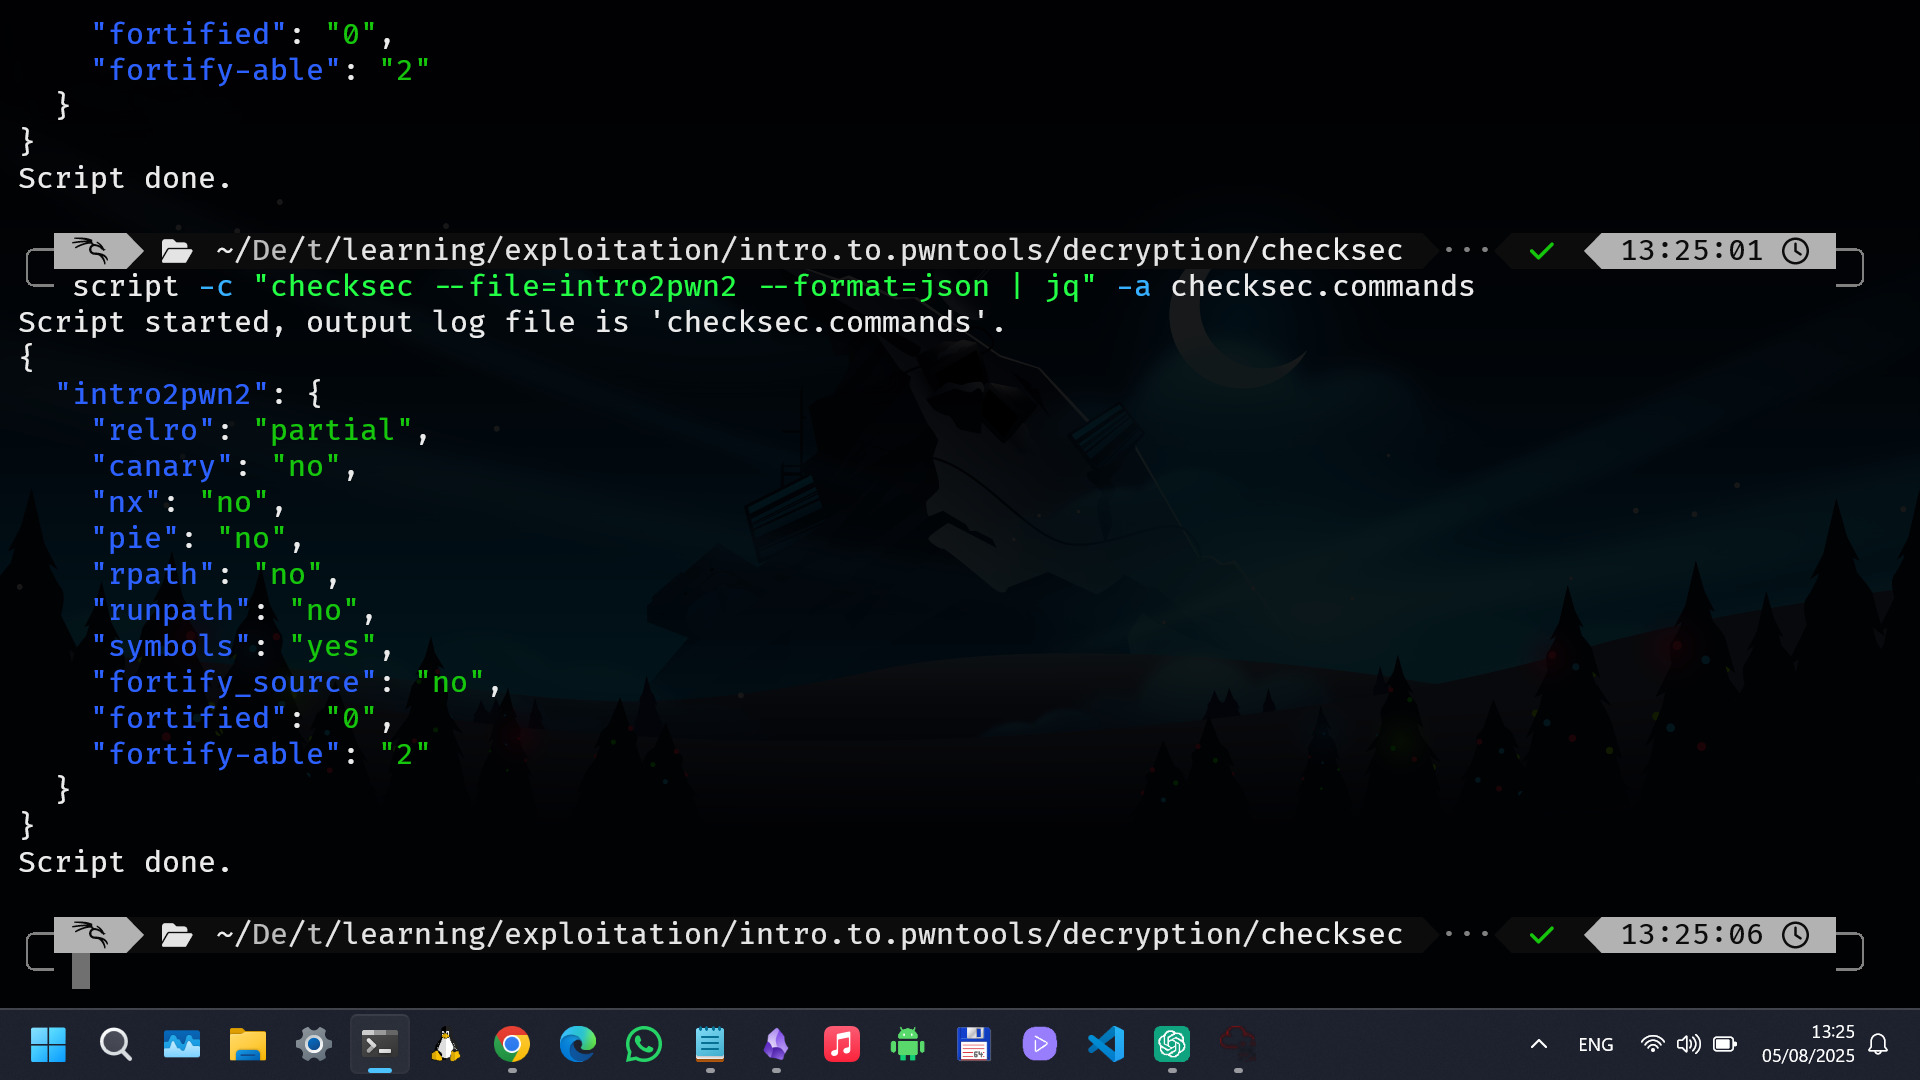 "fortified": "0",
    "fortify-able": "2"
  }
}
Script done.
~/De/t/learning/exploitation/intro.to.pwntools/decryption/checksec ··· ✓ 13:25:01
script -c "checksec --file=intro2pwn2 --format=json | jq" -a checksec.commands
Script started, output log file is 'checksec.commands'.
{
  "intro2pwn2": {
    "relro": "partial",
    "canary": "no",
    "nx": "no",
    "pie": "no",
    "rpath": "no",
    "runpath": "no",
    "symbols": "yes",
    "fortify_source": "no",
    "fortified": "0",
    "fortify-able": "2"
  }
}
Script done.
~/De/t/learning/exploitation/intro.to.pwntools/decryption/checksec ··· ✓ 13:25:06
64
ENG
13:25
05/08/2025